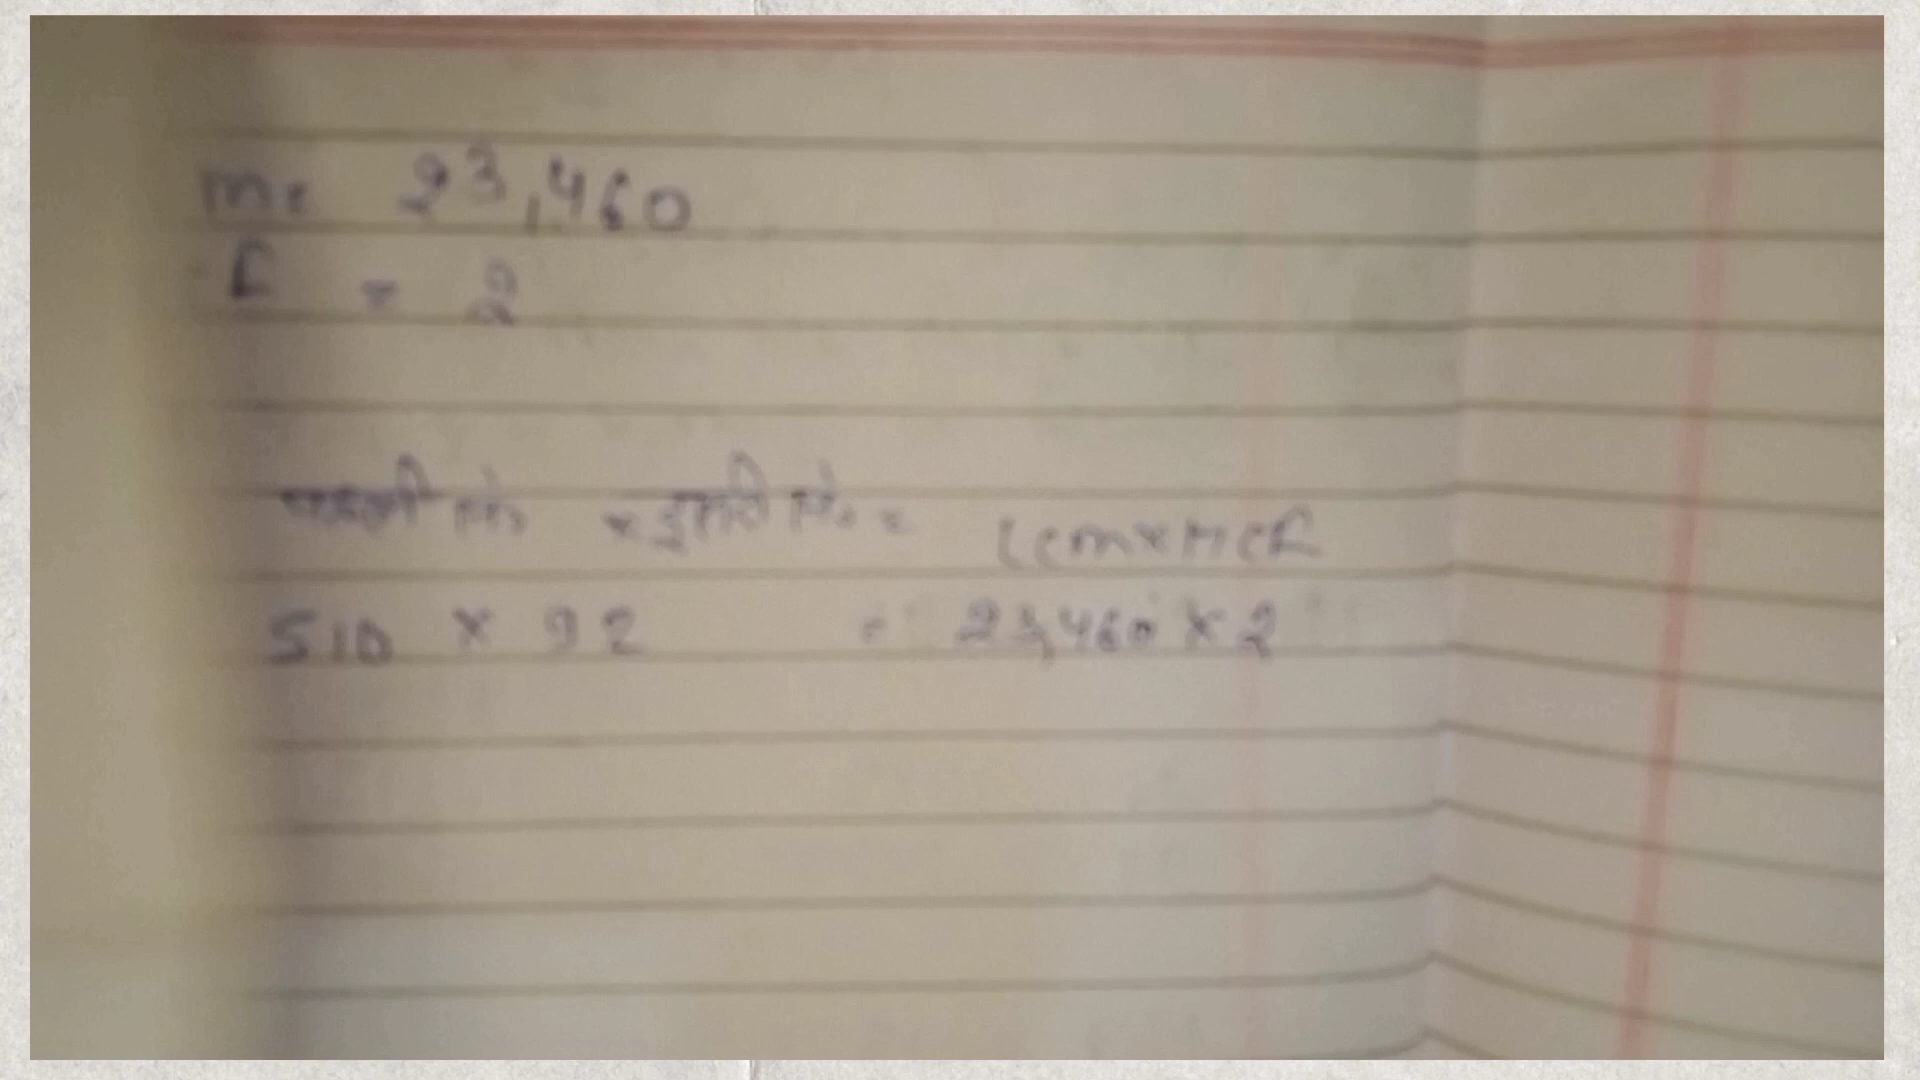 m = 23,460
F = 2
पहली सं० × दूसरी सं० = LCM × HCF
510 × 92 = 23,460 × 2